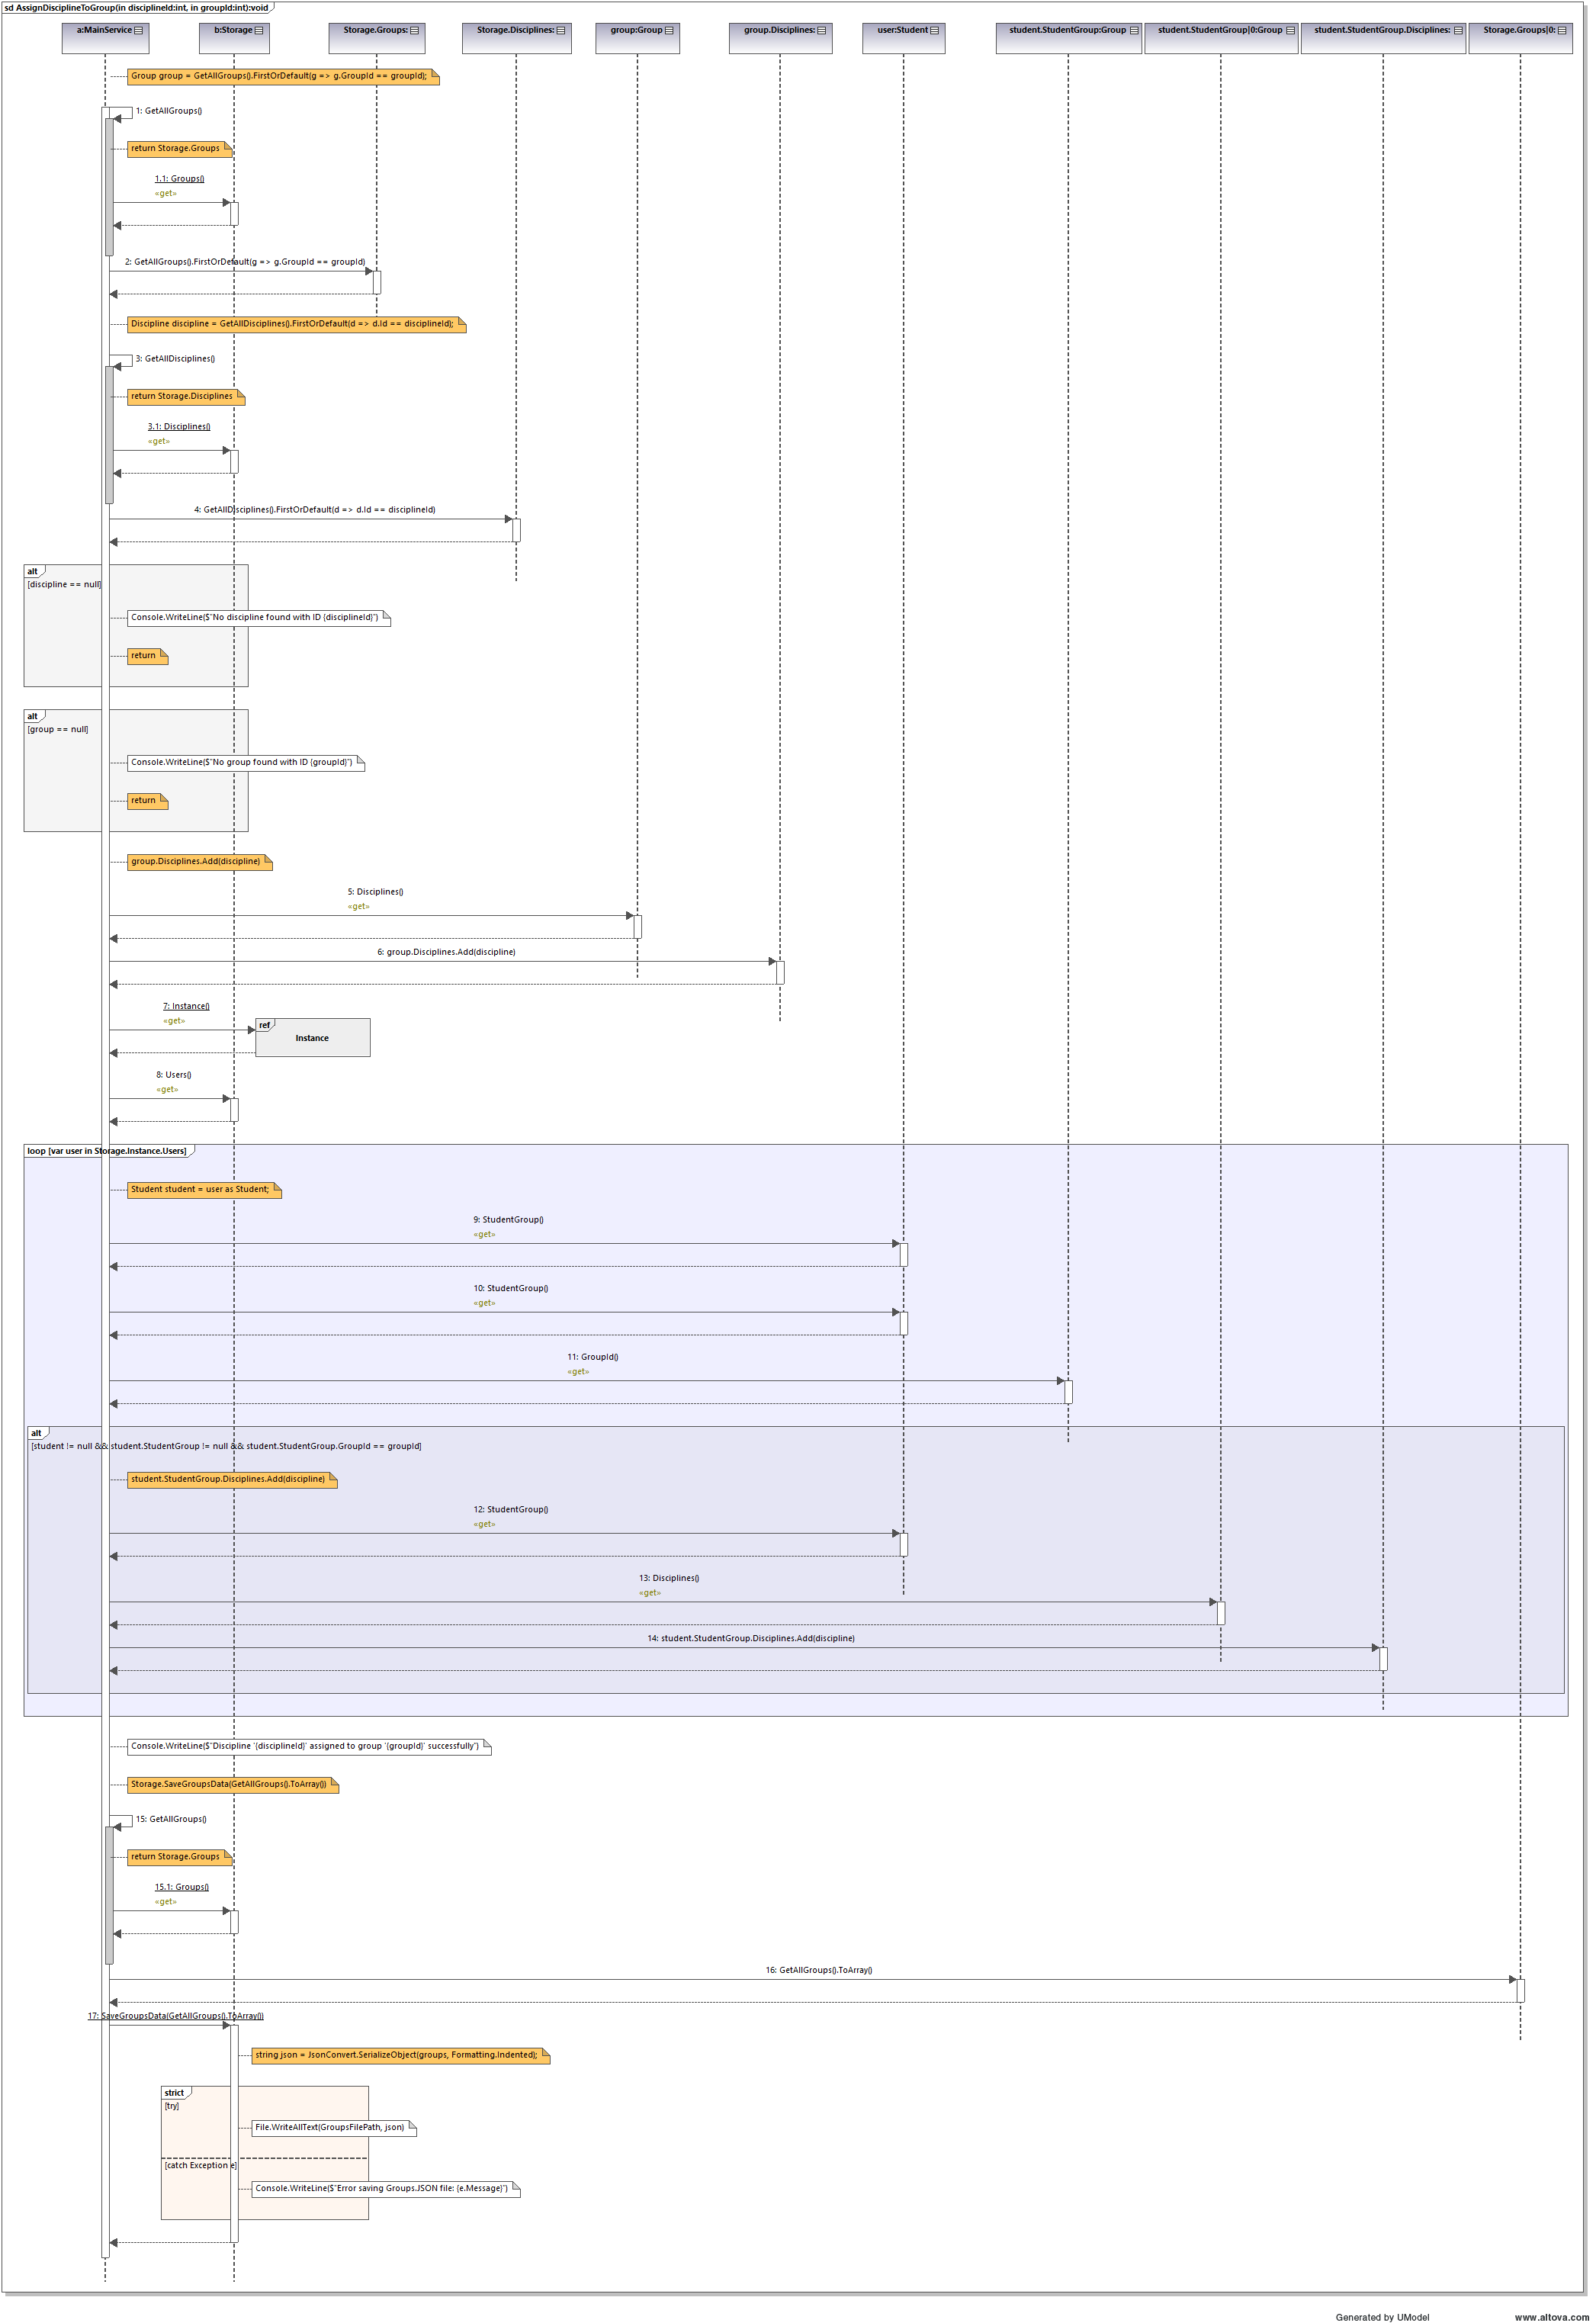 sd AssignDisciplineToGroup(in disciplineId:int, in groupId:int):void
a:MainService
b:Storage
Storage.Groups:
Storage.Disciplines:
group:Group
group.Disciplines:
user:Student
student.StudentGroup:Group
student.StudentGroup|0:Group
student.StudentGroup.Disciplines:
Storage.Groups|0:
Group group = GetAllGroups().FirstOrDefault(g => g.GroupId == groupId);
1: GetAllGroups()
return Storage.Groups
1.1: Groups()
«get»
2: GetAllGroups().FirstOrDefault(g => g.GroupId == groupId)
Discipline discipline = GetAllDisciplines().FirstOrDefault(d => d.Id == disciplineId);
3: GetAllDisciplines()
return Storage.Disciplines
3.1: Disciplines()
«get»
4: GetAllDisciplines().FirstOrDefault(d => d.Id == disciplineId)
alt
[discipline == null]
Console.WriteLine($"No discipline found with ID {disciplineId}")
return
alt
[group == null]
Console.WriteLine($"No group found with ID {groupId}")
return
group.Disciplines.Add(discipline)
5: Disciplines()
«get»
6: group.Disciplines.Add(discipline)
7: Instance()
«get»
ref
Instance
8: Users()
«get»
loop [var user in Storage.Instance.Users]
Student student = user as Student;
9: StudentGroup()
«get»
10: StudentGroup()
«get»
11: GroupId()
«get»
alt
[student != null && student.StudentGroup != null && student.StudentGroup.GroupId == groupId]
student.StudentGroup.Disciplines.Add(discipline)
12: StudentGroup()
«get»
13: Disciplines()
«get»
14: student.StudentGroup.Disciplines.Add(discipline)
Console.WriteLine($"Discipline '{disciplineId}' assigned to group '{groupId}' successfully")
Storage.SaveGroupsData(GetAllGroups().ToArray())
15: GetAllGroups()
return Storage.Groups
15.1: Groups()
«get»
16: GetAllGroups().ToArray()
17: SaveGroupsData(GetAllGroups().ToArray())
string json = JsonConvert.SerializeObject(groups, Formatting.Indented);
strict
[try]
File.WriteAllText(GroupsFilePath, json)
[catch Exception e]
Console.WriteLine($"Error saving Groups.JSON file: {e.Message}")
Generated by UModel
www.altova.com